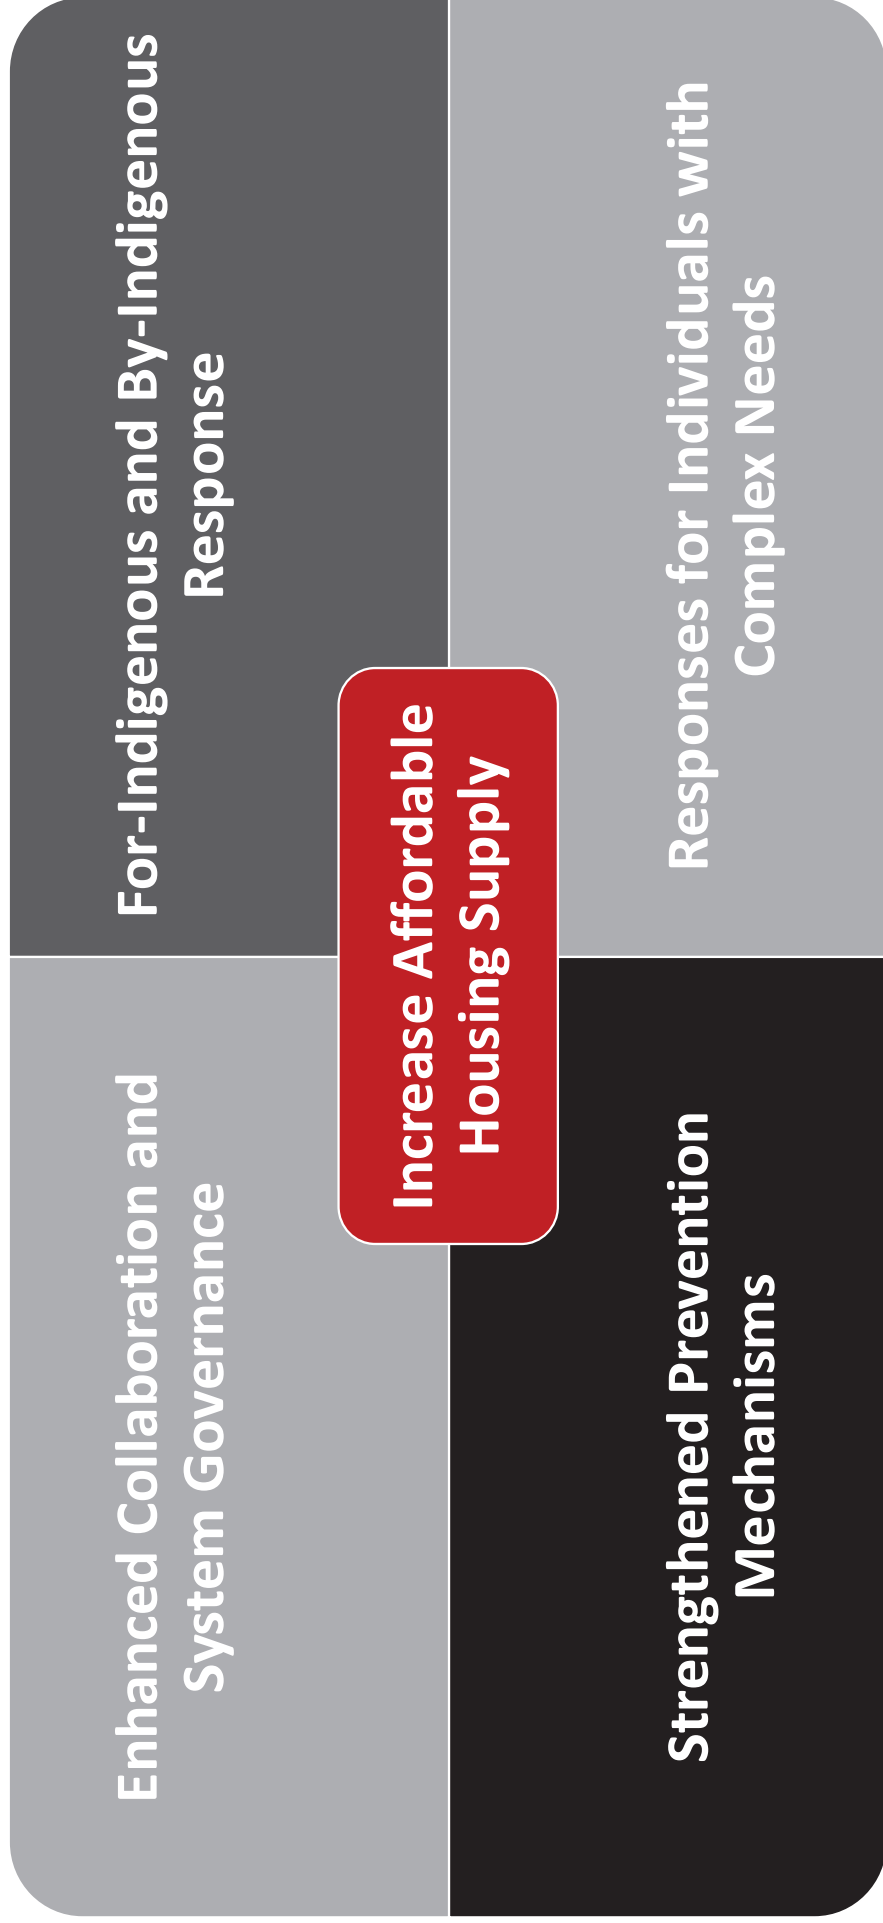 Enhanced Collaboration and
System Governance
For-Indigenous and By-Indigenous
Response
Increase Affordable
Housing Supply
Strengthened Prevention
Mechanisms
Responses for Individuals with
Complex Needs